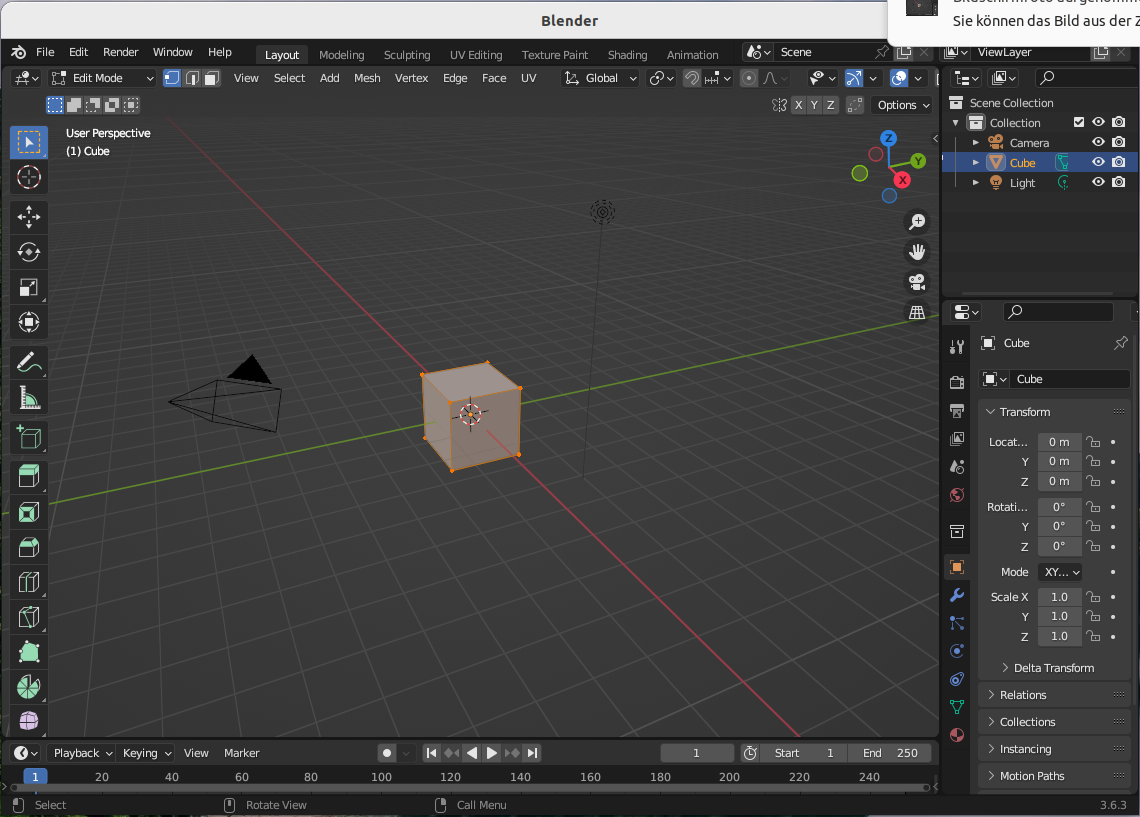 Blender
Sie können das Bild aus der Z
File Edit Render Window Help Layout Modeling Sculpting UV Editing Texture Paint Shading Animation Scene ViewLayer
Edit Mode View Select Add Mesh Vertex Edge Face UV Global
X Y Z Options
User Perspective
(1) Cube
Z
Y
X
Scene Collection
Collection
Camera
Cube
Light
Cube
Cube
Transform
Locat... 0 m
Y 0 m
Z 0 m
Rotati... 0°
Y 0°
Z 0°
Mode XY...
Scale X 1.0
Y 1.0
Z 1.0
Delta Transform
Relations
Collections
Instancing
Motion Paths
Playback Keying View Marker 1 Start 1 End 250
1 20 40 60 80 100 120 140 160 180 200 220 240
Select Rotate View Call Menu 3.6.3